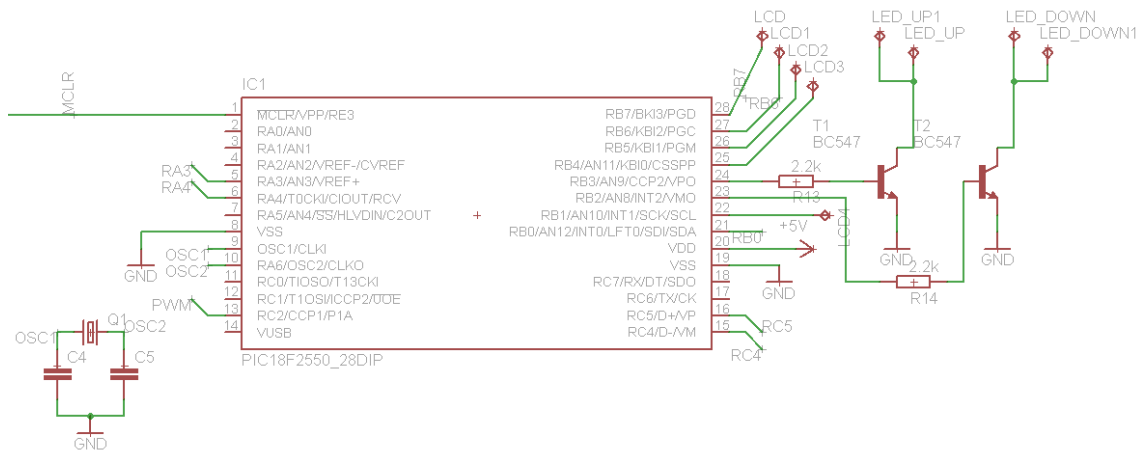 LCD
LCD1
LCD2
LCD3
LED_UP1
LED_UP
LED_DOWN
LED_DOWN1
MCLR
IC1
RB7
RB6
T1
BC547
T2
BC547
1 MCLR/VPP/RE3
2 RA0/AN0
3 RA1/AN1
4 RA2/AN2/VREF-/CVREF
RA3 5 RA3/AN3/VREF+
RA4 6 RA4/T0CKI/C1OUT/RCV
7 RA5/AN4/SS/HLVDIN/C2OUT
8 VSS
GND
OSC1 9 OSC1/CLKI
OSC2 10 RA6/OSC2/CLKO
11 RC0/TIOSO/T13CKI
12 RC1/T1OSI/ICCP2/UOE
PWM 13 RC2/CCP1/P1A
14 VUSB
RB7/BKI3/PGD 28
RB6/KBI2/PGC 27
RB5/KBI1/PGM 26
RB4/AN11/KBI0/CSSPP 25
RB3/AN9/CCP2/VPO 24
RB2/AN8/INT2/VMO 23
RB1/AN10/INT1/SCK/SCL 22
RB0/AN12/INT0/LFT0/SDI/SDA 21 RB0
VDD 20 +5V
VSS 19
GND
RC7/RX/DT/SDO 18
RC6/TX/CK 17
RC5/D+/VP 16 RC5
RC4/D-/VM 15 RC4
2.2k
R13
LCD4
GND
GND
2.2k
R14
PIC18F2550_28DIP
OSC1
Q1
OSC2
C4
C5
GND